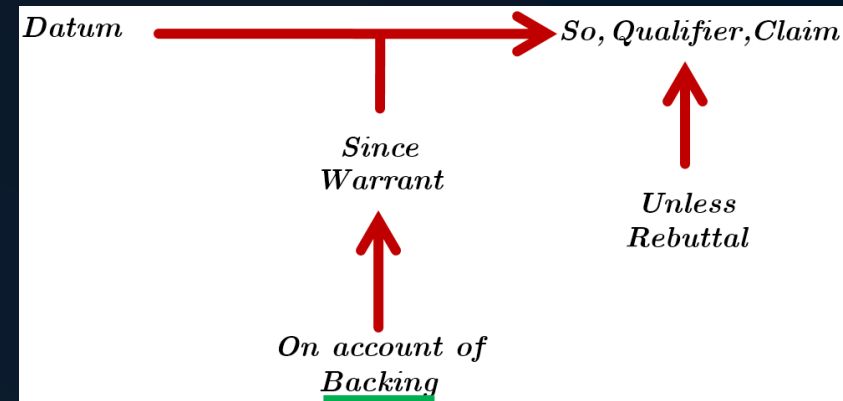 Datum
So, Qualifier,Claim
Since
Warrant
Unless
Rebuttal
On account of
Backing